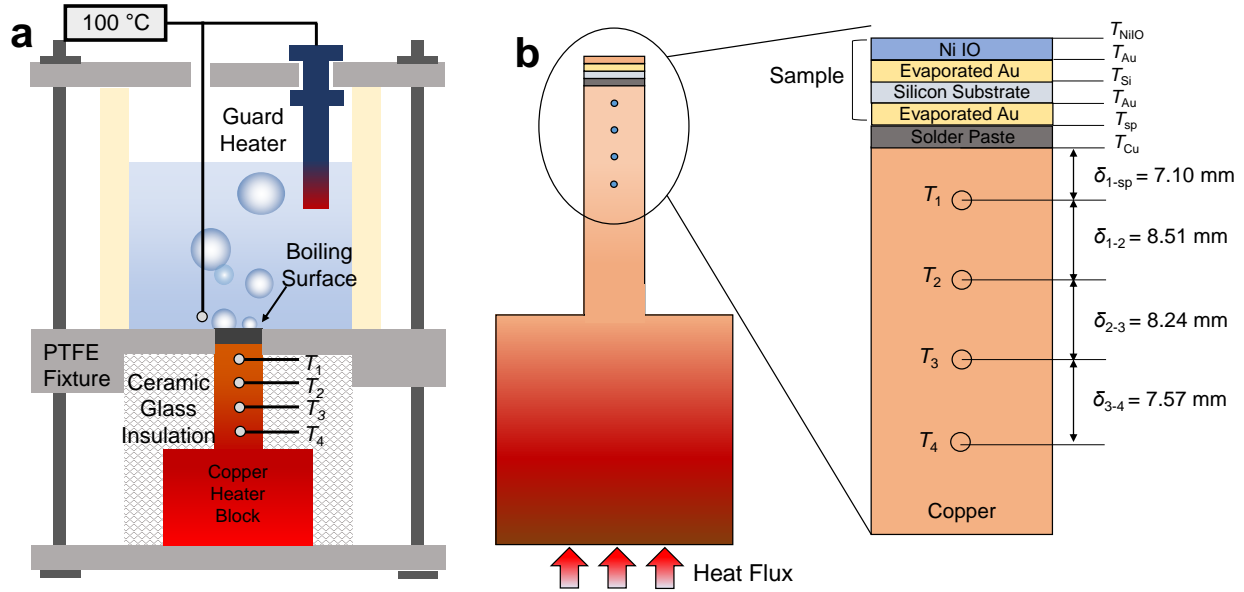 a
100 °C
Guard
Heater
Boiling
Surface
PTFE
Fixture
Ceramic
Glass
Insulation
T1
T2
T3
T4
Copper
Heater
Block
b
Heat Flux
Sample
Ni IO
Evaporated Au
Silicon Substrate
Evaporated Au
Solder Paste
TNiIO
TAu
TSi
TAu
Tsp
TCu
T1
T2
T3
T4
δ1-sp = 7.10 mm
δ1-2 = 8.51 mm
δ2-3 = 8.24 mm
δ3-4 = 7.57 mm
Copper